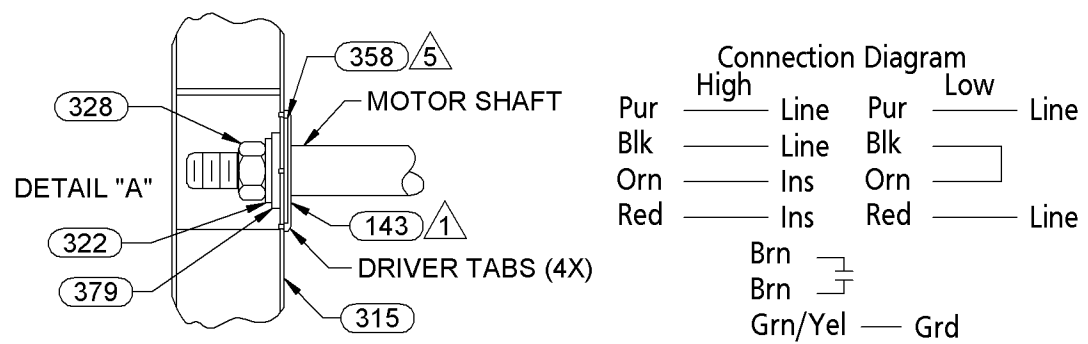 358 5
MOTOR SHAFT
328
DETAIL "A"
322
379
143 1
DRIVER TABS (4X)
315
Connection Diagram
High Low
Pur Line Pur Line
Blk Line Blk
Orn Ins Orn
Red Ins Red Line
Brn
Brn
Grn/Yel Grd